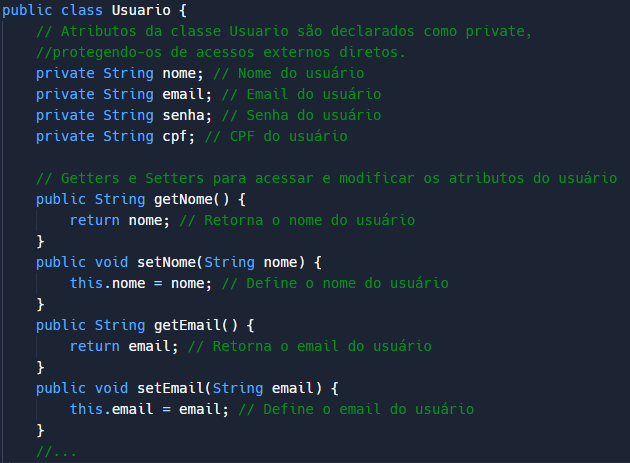 public class Usuario {
    // Atributos da classe Usuario são declarados como private,
    //protegendo-os de acessos externos diretos.
    private String nome; // Nome do usuário
    private String email; // Email do usuário
    private String senha; // Senha do usuário
    private String cpf; // CPF do usuário

    // Getters e Setters para acessar e modificar os atributos do usuário
    public String getNome() {
        return nome; // Retorna o nome do usuário
    }
    public void setNome(String nome) {
        this.nome = nome; // Define o nome do usuário
    }
    public String getEmail() {
        return email; // Retorna o email do usuário
    }
    public void setEmail(String email) {
        this.email = email; // Define o email do usuário
    }
    //...